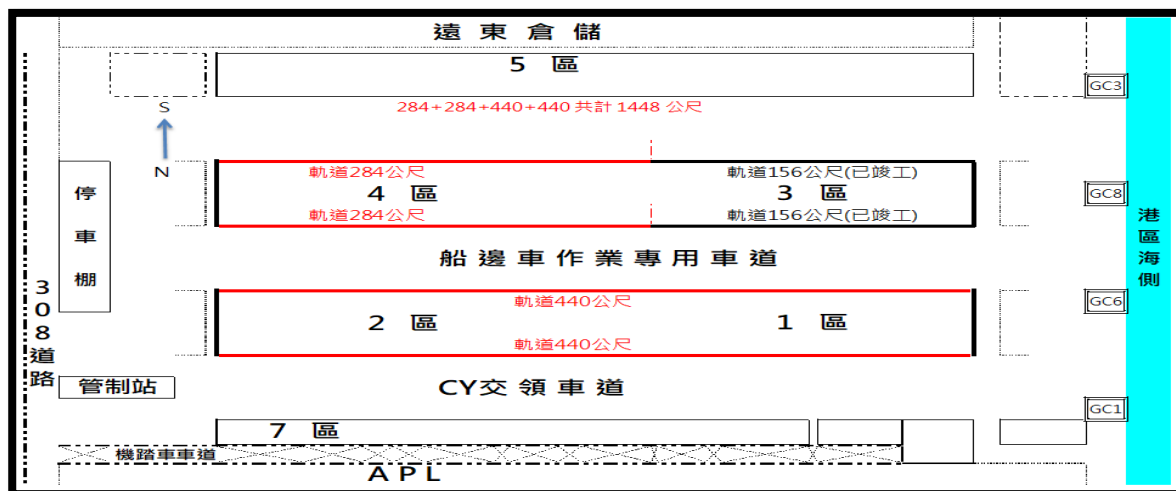 遠東倉儲
5 區
GC3
284+284+440+440 共計 1448 公尺
S
N
軌道284公尺
軌道156公尺(已竣工)
4 區
3 區
GC8
軌道284公尺
軌道156公尺(已竣工)
停車棚
船邊車作業專用車道
港區海側
308道路
軌道440公尺
GC6
2 區
1 區
軌道440公尺
管制站
CY交領車道
GC1
7 區
機踏車車道
APL